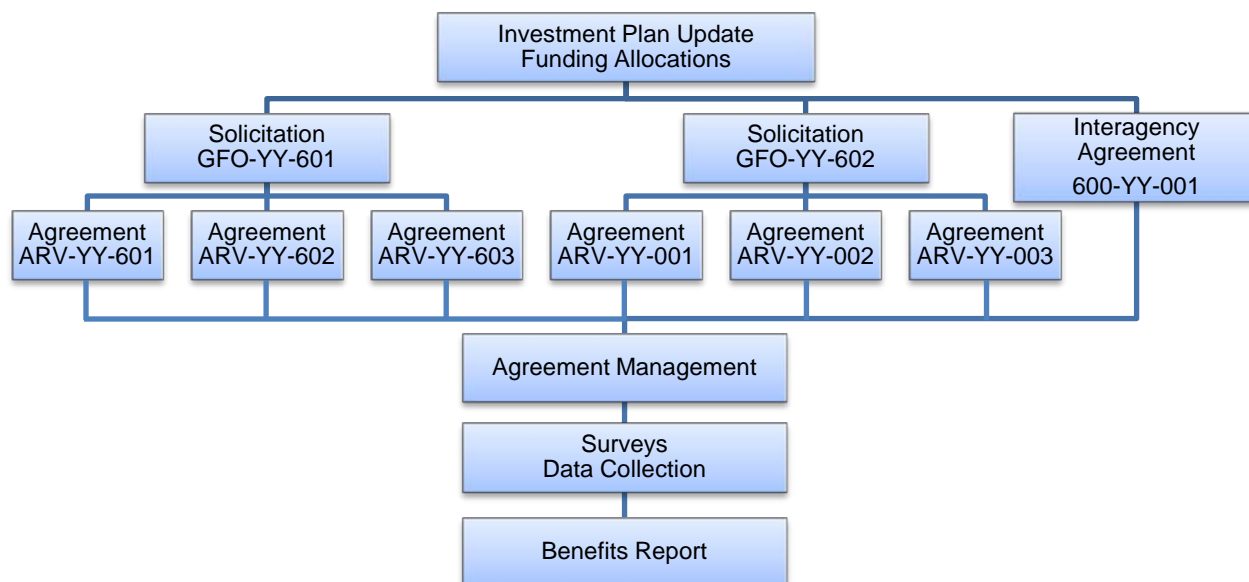 Investment Plan Update
Funding Allocations
Solicitation
GFO-YY-601
Solicitation
GFO-YY-602
Interagency
Agreement
600-YY-001
Agreement
ARV-YY-601
Agreement
ARV-YY-602
Agreement
ARV-YY-603
Agreement
ARV-YY-001
Agreement
ARV-YY-002
Agreement
ARV-YY-003
Agreement Management
Surveys
Data Collection
Benefits Report